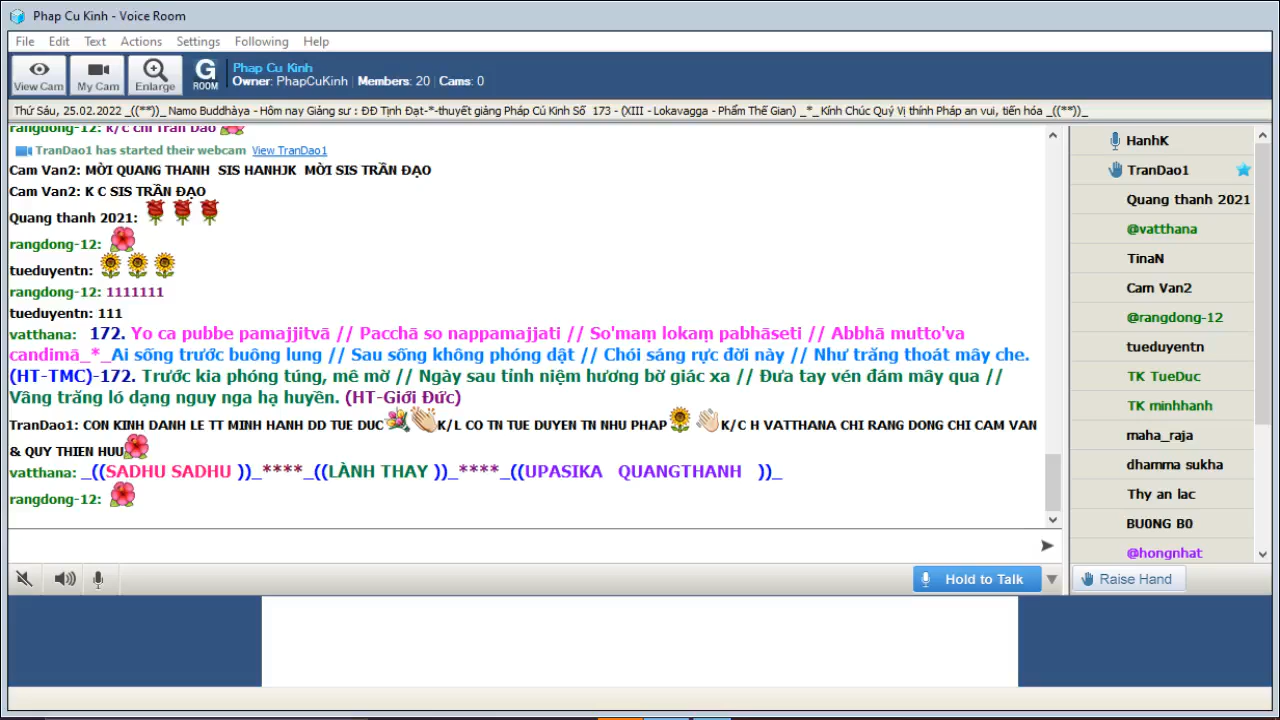 Phap Cu Kinh - Voice Room
File Edit Text Actions Settings Following Help
View Cam My Cam Enlarge G ROOM
Phap Cu Kinh
Owner: PhapCuKinh Members: 20 Cams: 0
Thứ Sáu, 25.02.2022 _((**))_ Namo Buddhàya - Hôm nay Giảng sư : ĐĐ Tịnh Đạt-*-thuyết giảng Pháp Cú Kinh Số 173 - (XIII - Lokavagga - Phẩm Thế Gian) _*_ Kính Chúc Quý Vị thính Pháp an vui, tiến hóa _((**))_
rangdong-12: k/c chi Tran Dao
TranDao1 has started their webcam View TranDao1
Cam Van2: MỜI QUANG THANH SIS HANHJK MỜI SIS TRẦN ĐẠO
Cam Van2: K C SIS TRẦN ĐẠO
Quang thanh 2021:
rangdong-12:
tueduyentn:
rangdong-12: 1111111
tueduyentn: 111
vatthana: 172. Yo ca pubbe pamajjitvā // Pacchā so nappamajjati // So'maṃ lokaṃ pabhāseti // Abbhā mutto'va
candimā_*_Ai sống trước buông lung // Sau sống không phóng dật // Chói sáng rực đời này // Như trăng thoát mây che.
(HT-TMC)-172. Trước kia phóng túng, mê mờ // Ngày sau tỉnh niệm hương bờ giác xa // Đưa tay vén đám mây qua //
Vầng trăng ló dạng nguy nga hạ huyền. (HT-Giới Đức)
TranDao1: CON KINH DANH LE TT MINH HANH DD TUE DUC K/L CO TN TUE DUYEN TN NHU PHAP K/C H VATTHANA CHI RANG DONG CHI CAM VAN
& QUY THIEN HUU
vatthana: _((SADHU SADHU ))_****_((LÀNH THAY ))_****_((UPASIKA QUANGTHANH ))_
rangdong-12:
Hold to Talk
HanhK
TranDao1
Quang thanh 2021
@vatthana
TinaN
Cam Van2
@rangdong-12
tueduyentn
TK TueDuc
TK minhhanh
maha_raja
dhamma sukha
Thy an lac
BU0NG B0
@hongnhat
Raise Hand